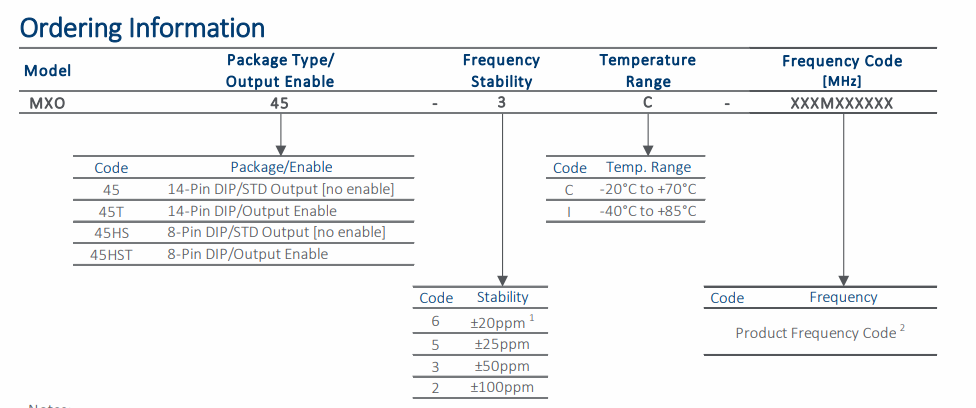 Ordering Information
Model Package Type/ Output Enable Frequency Stability Temperature Range Frequency Code [MHz]
MXO 45 - 3 C - XXXMXXXXXX
Code Package/Enable
45 14-Pin DIP/STD Output [no enable]
45T 14-Pin DIP/Output Enable
45HS 8-Pin DIP/STD Output [no enable]
45HST 8-Pin DIP/Output Enable
Code Temp. Range
C -20°C to +70°C
I -40°C to +85°C
Code Stability
6 ±20ppm 1
5 ±25ppm
3 ±50ppm
2 ±100ppm
Code Frequency
Product Frequency Code 2